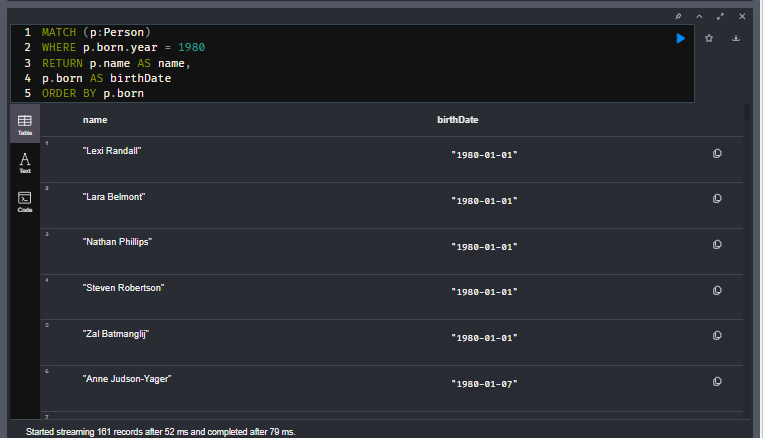 1 MATCH (p:Person)
2 WHERE p.born.year = 1980
3 RETURN p.name AS name,
4 p.born AS birthDate
5 ORDER BY p.born
Table
Text
Code
name birthDate
1 "Lexi Randall" "1980-01-01"
2 "Lara Belmont" "1980-01-01"
3 "Nathan Phillips" "1980-01-01"
4 "Steven Robertson" "1980-01-01"
5 "Zal Batmanglij" "1980-01-01"
6 "Anne Judson-Yager" "1980-01-07"
7
Started streaming 161 records after 52 ms and completed after 79 ms.